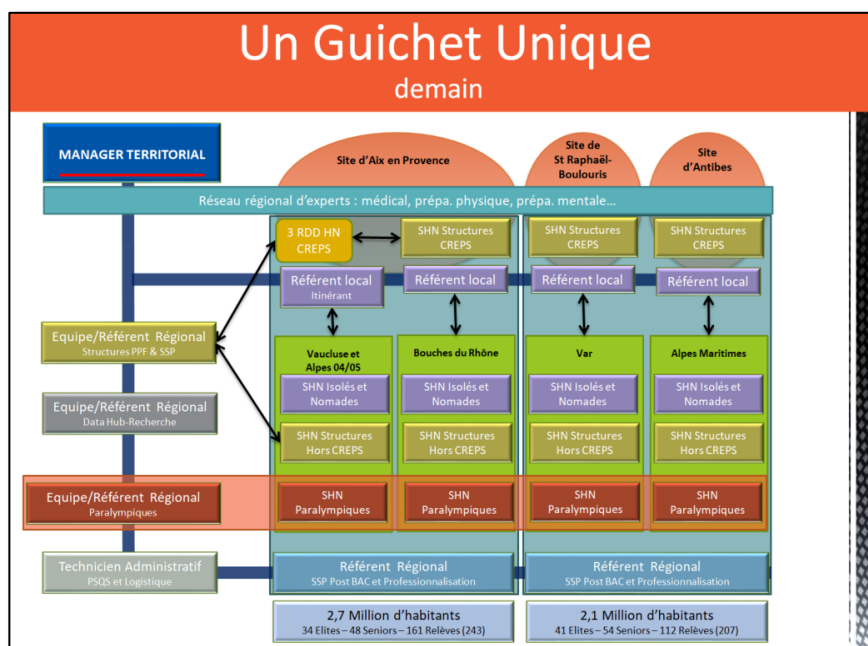 Un Guichet Unique
demain
MANAGER TERRITORIAL
Site d'Aix en Provence
Site de
St Raphaël-
Boulouris
Site
d'Antibes
Réseau régional d'experts : médical, prépa. physique, prépa. mentale...
3 RDD HN
CREPS
SHN Structures
CREPS
SHN Structures
CREPS
SHN Structures
CREPS
Référent local
Itinérant
Référent local
Référent local
Référent local
Equipe/Référent Régional
Structures PPF & SSP
Vaucluse et
Alpes 04/05
Bouches du Rhône
Var
Alpes Maritimes
SHN Isolés et
Nomades
SHN Isolés et
Nomades
SHN Isolés et
Nomades
SHN Isolés et
Nomades
Equipe/Référent Régional
Data Hub-Recherche
SHN Structures
Hors CREPS
SHN Structures
Hors CREPS
SHN Structures
Hors CREPS
SHN Structures
Hors CREPS
Equipe/Référent Régional
Paralympiques
SHN
Paralympiques
SHN
Paralympiques
SHN
Paralympiques
SHN
Paralympiques
Technicien Administratif
PSQS et Logistique
Référent Régional
SSP Post BAC et Professionnalisation
Référent Régional
SSP Post BAC et Professionnalisation
2,7 Million d'habitants
34 Elites – 48 Seniors – 161 Relèves (243)
2,1 Million d'habitants
41 Elites – 54 Seniors – 112 Relèves (207)